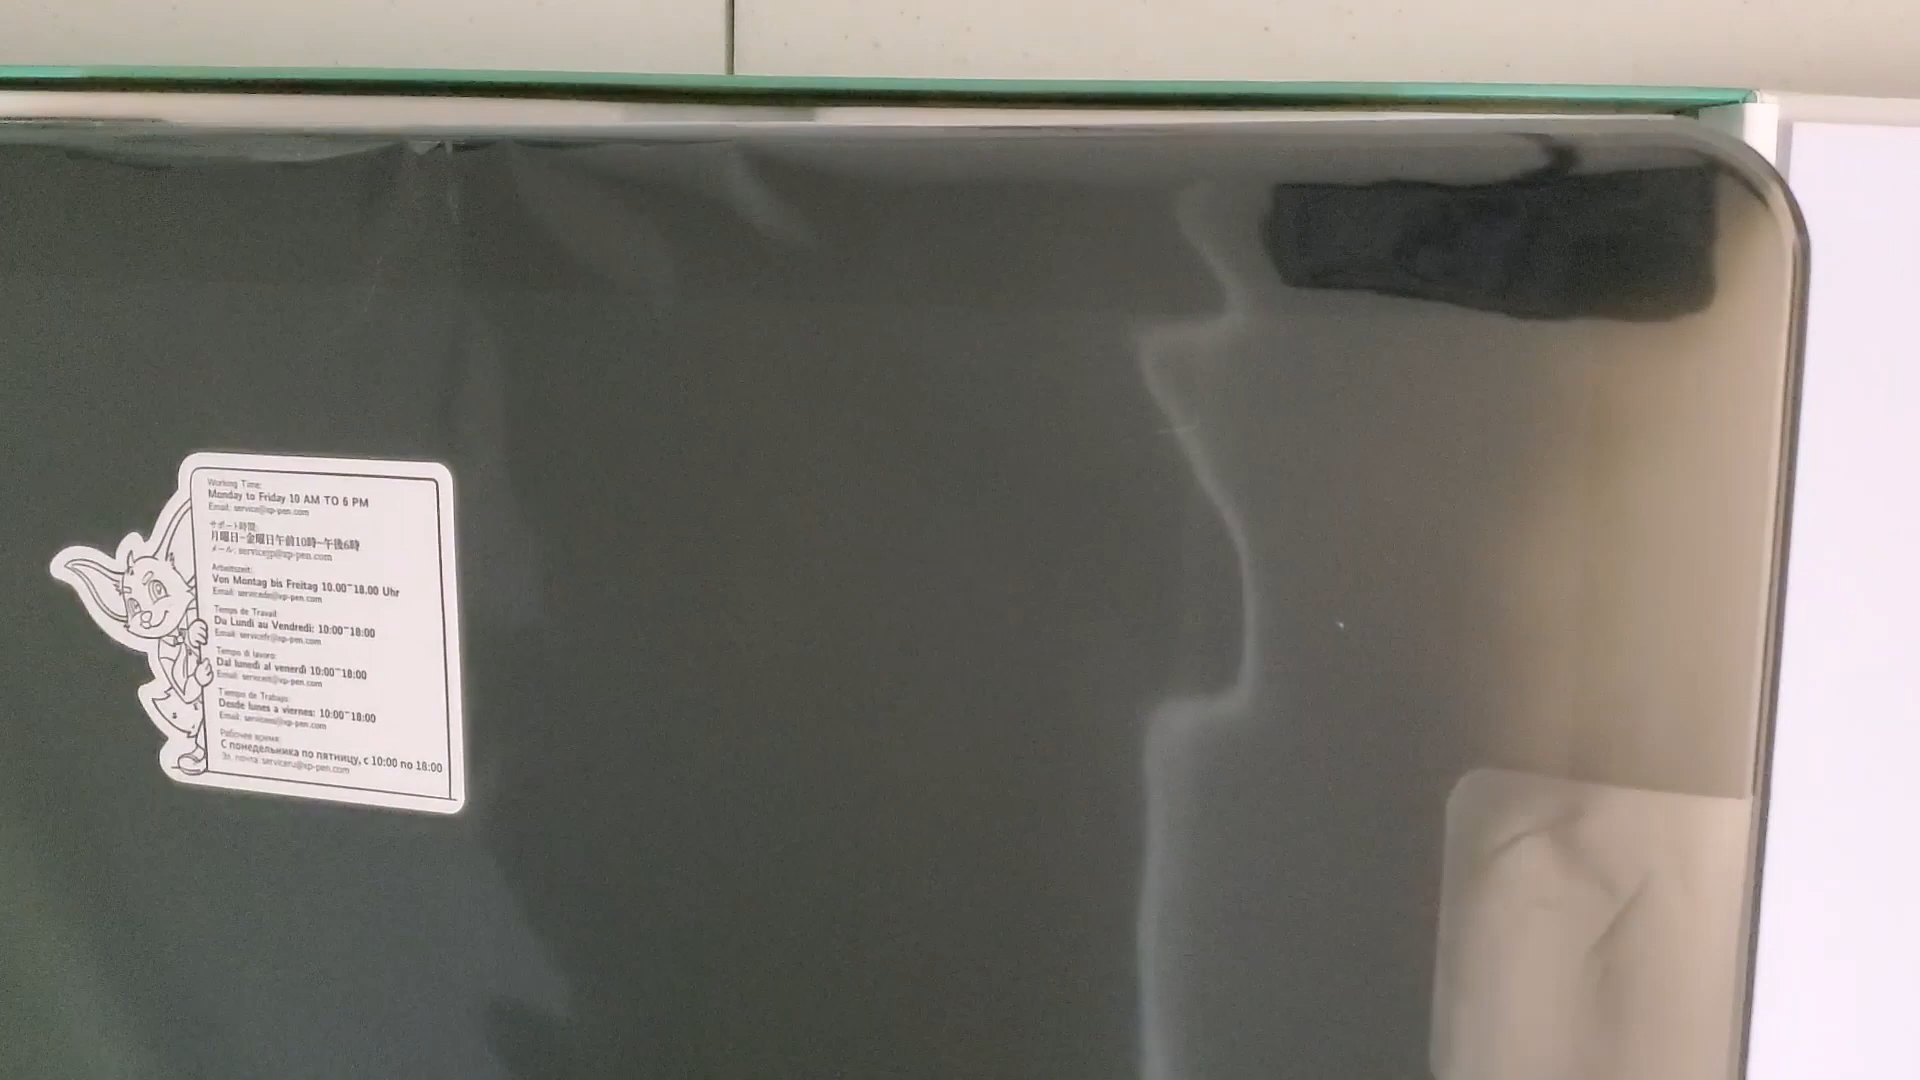 Working Time:
Monday to Friday 10 AM TO 6 PM
Email: service@xp-pen.com
サポート時間:
月曜日-金曜日午前10時-午後6時
メール: servicejp@xp-pen.com
Arbeitszeit:
Von Montag bis Freitag 10.00~18.00 Uhr
Email: servicede@xp-pen.com
Temps de Travail:
Du Lundi au Vendredi: 10:00~18:00
Email: servicefr@xp-pen.com
Tempo di lavoro:
Dal lunedì al venerdì 10:00~18:00
Email: serviceit@xp-pen.com
Tiempo de Trabajo:
Desde lunes a viernes: 10:00~18:00
Email: servicees@xp-pen.com
Рабочее время:
С понедельника по пятницу, с 10:00 по 18:00
Эл. почта: serviceru@xp-pen.com